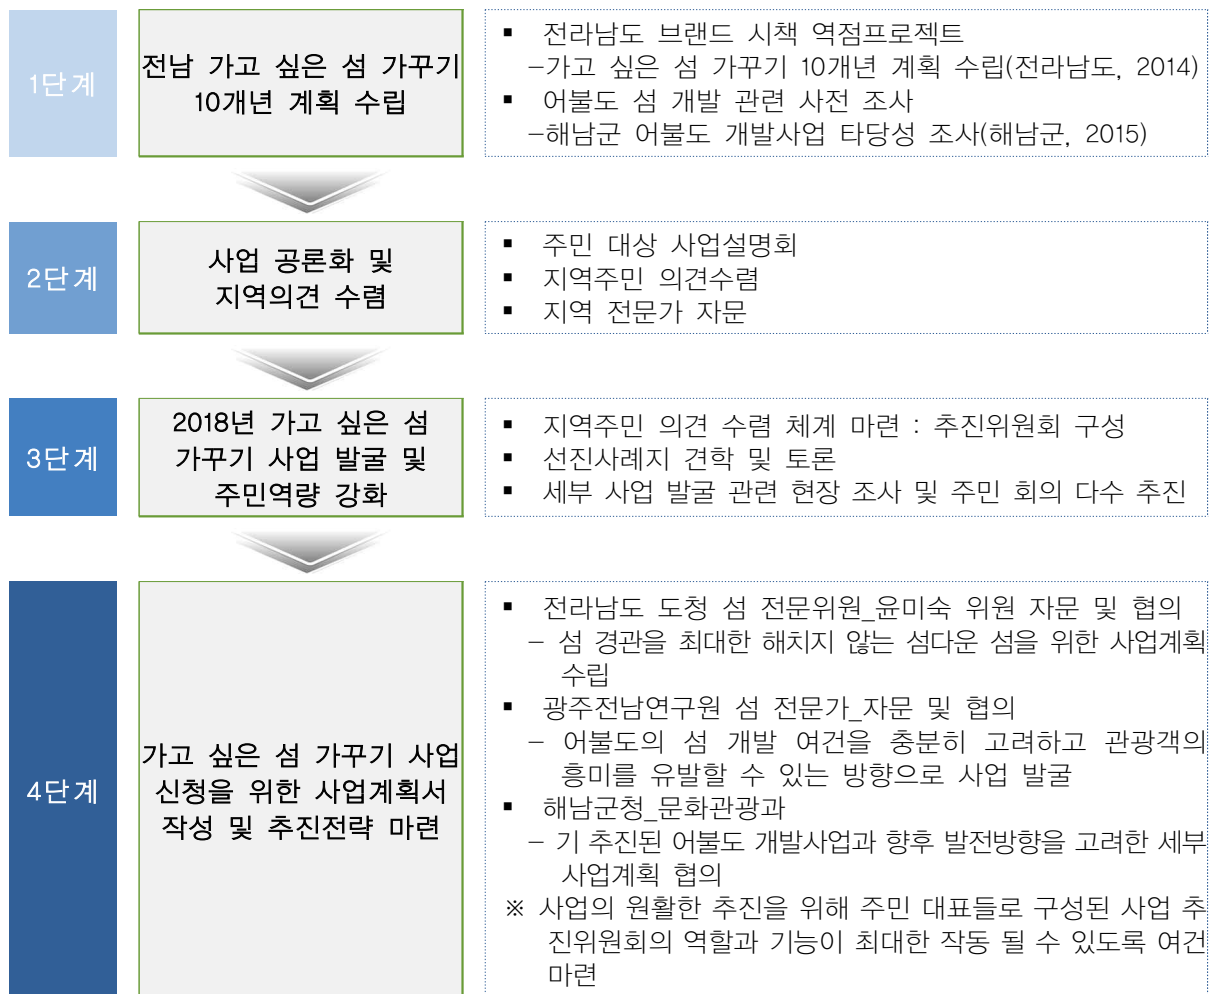 1단계
전남 가고 싶은 섬 가꾸기
10개년 계획 수립
▪ 전라남도 브랜드 시책 역점프로젝트
-가고 싶은 섬 가꾸기 10개년 계획 수립(전라남도, 2014)
▪ 어불도 섬 개발 관련 사전 조사
-해남군 어불도 개발사업 타당성 조사(해남군, 2015)
2단계
사업 공론화 및
지역의견 수렴
▪ 주민 대상 사업설명회
▪ 지역주민 의견수렴
▪ 지역 전문가 자문
3단계
2018년 가고 싶은 섬
가꾸기 사업 발굴 및
주민역량 강화
▪ 지역주민 의견 수렴 체계 마련 : 추진위원회 구성
▪ 선진사례지 견학 및 토론
▪ 세부 사업 발굴 관련 현장 조사 및 주민 회의 다수 추진
4단계
가고 싶은 섬 가꾸기 사업
신청을 위한 사업계획서
작성 및 추진전략 마련
▪ 전라남도 도청 섬 전문위원_윤미숙 위원 자문 및 협의
- 섬 경관을 최대한 해치지 않는 섬다운 섬을 위한 사업계획
수립
▪ 광주전남연구원 섬 전문가_자문 및 협의
- 어불도의 섬 개발 여건을 충분히 고려하고 관광객의
흥미를 유발할 수 있는 방향으로 사업 발굴
▪ 해남군청_문화관광과
- 기 추진된 어불도 개발사업과 향후 발전방향을 고려한 세부
사업계획 협의
※ 사업의 원활한 추진을 위해 주민 대표들로 구성된 사업 추
진위원회의 역할과 기능이 최대한 작동 될 수 있도록 여건
마련